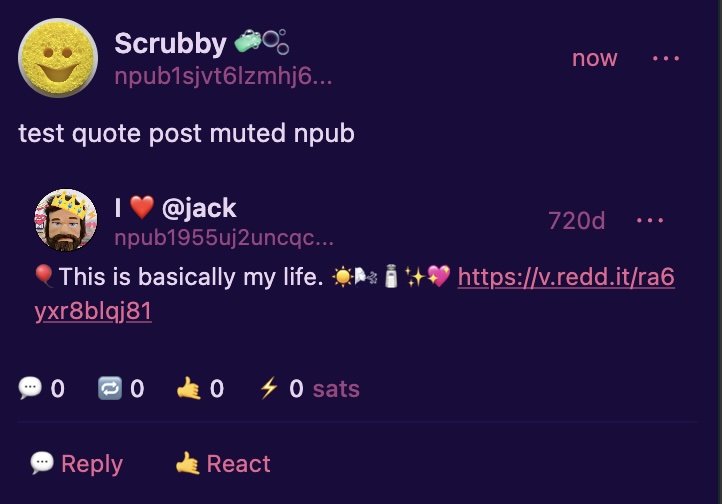 Scrubby 🧼🫧
now
...
npub1sjvt6lzmhj6...
test quote post muted npub
I ❤️ @jack
720d
...
npub1955uj2uncqc...
🎈This is basically my life. ☀️🌬️🧂✨💖 https://v.redd.it/ra6
yxr8blqj81
💬 0 🔁 0 🤙 0 ⚡ 0 sats
💬 Reply 🤙 React